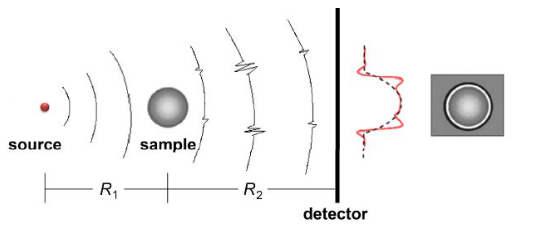 source
sample
R1
R2
detector